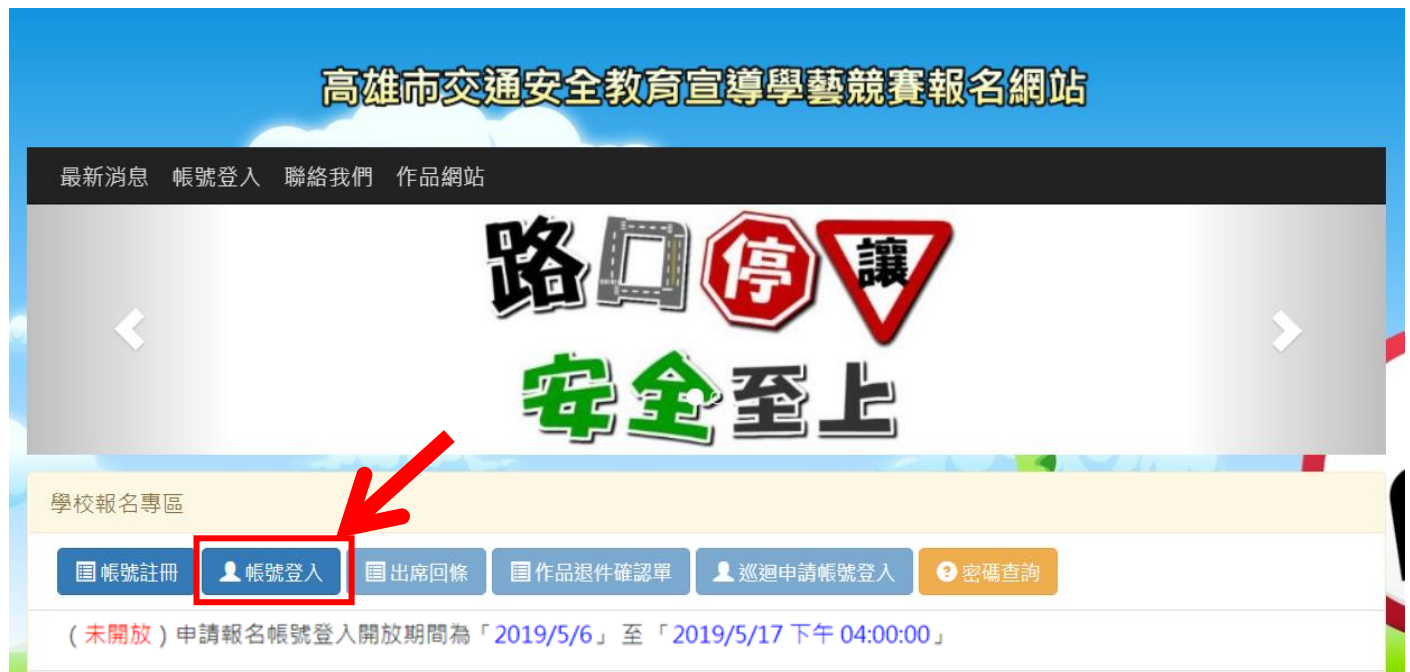 高雄市交通安全教育宣導學藝競賽報名網站
最新消息 帳號登入 聯絡我們 作品網站
路口停讓
安全至上
學校報名專區
帳號註冊 帳號登入 出席回條 作品退件確認單 巡迴申請帳號登入 密碼查詢
(未開放)申請報名帳號登入開放期間為「2019/5/6」 至 「2019/5/17 下午 04:00:00」